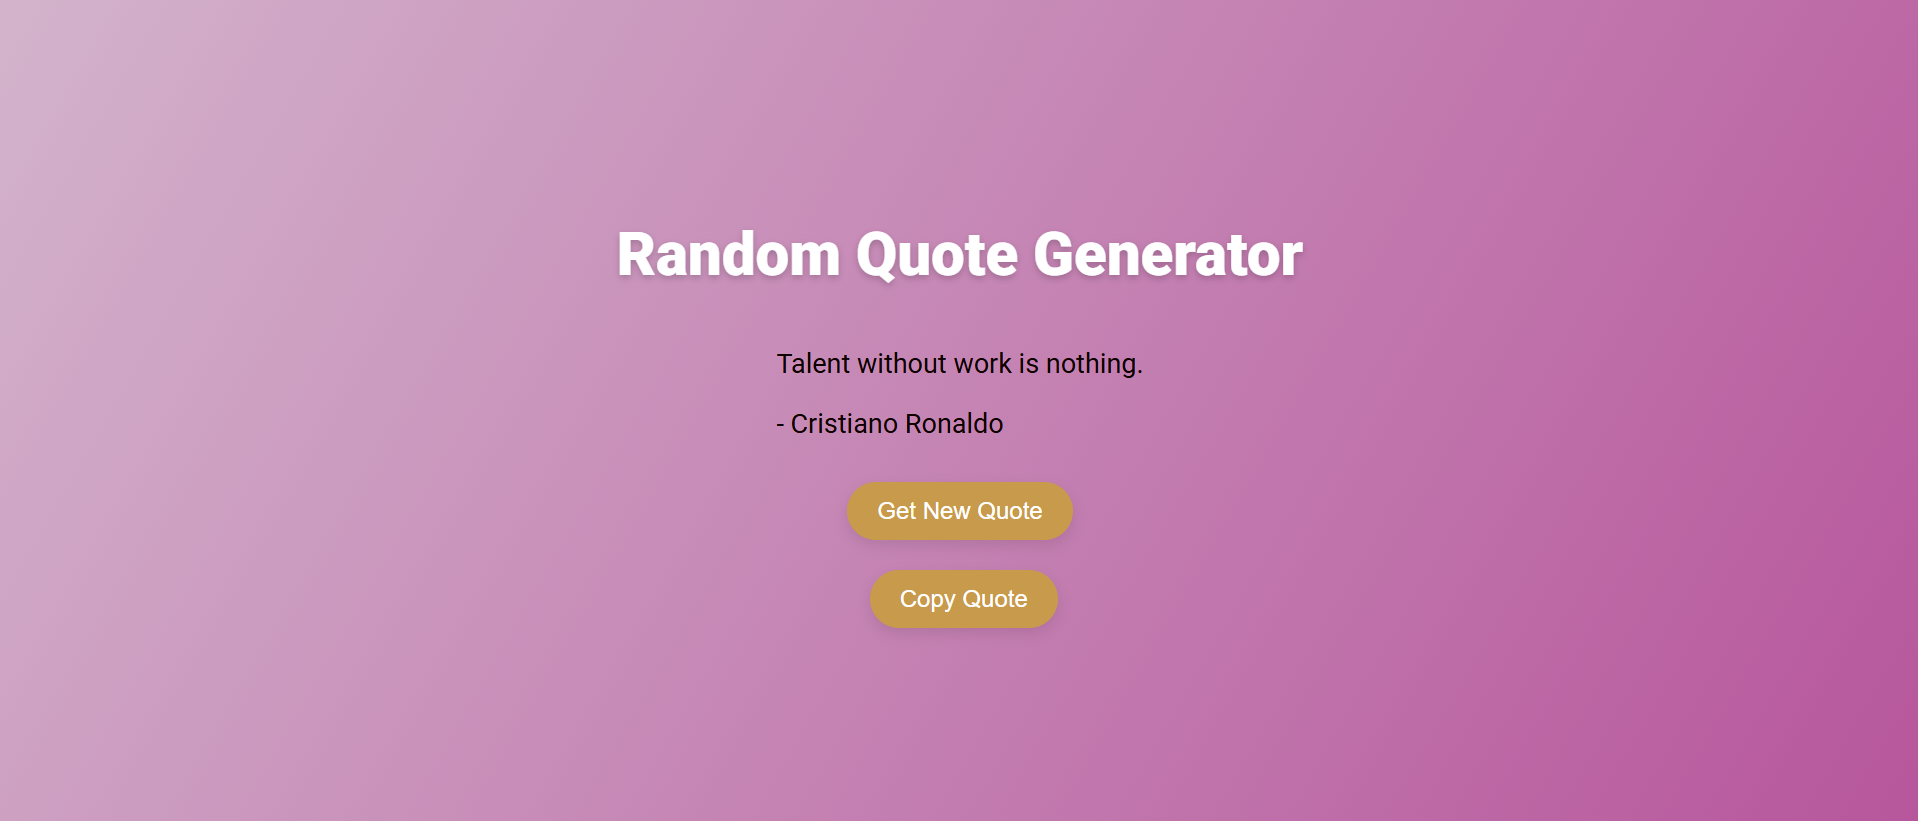 Random Quote Generator
Talent without work is nothing.
- Cristiano Ronaldo
Get New Quote
Copy Quote